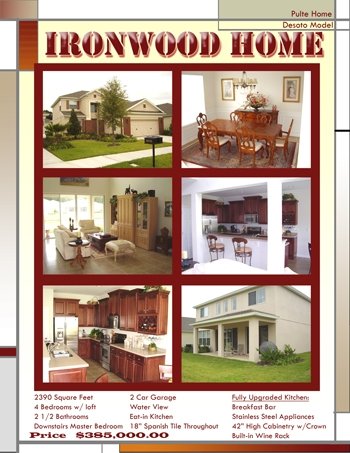 Pulte Home
Desoto Model
IRONWOOD HOME
2390 Square Feet
4 Bedrooms w/ loft
2 1/2 Bathrooms
Downstairs Master Bedroom
2 Car Garage
Water View
Eat-in Kitchen
18" Spanish Tile Throughout
Fully Upgraded Kitchen:
Breakfast Bar
Stainless Steel Appliances
42" High Cabinetry w/Crown
Built-in Wine Rack
Price $385,000.00